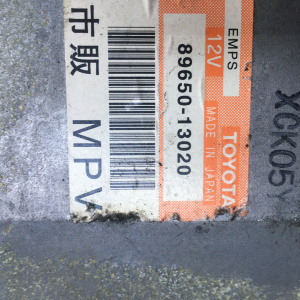 EMPS
12V
TOYOTA
MADE IN JAPAN
89650-13020
市販 MPV
XCK05